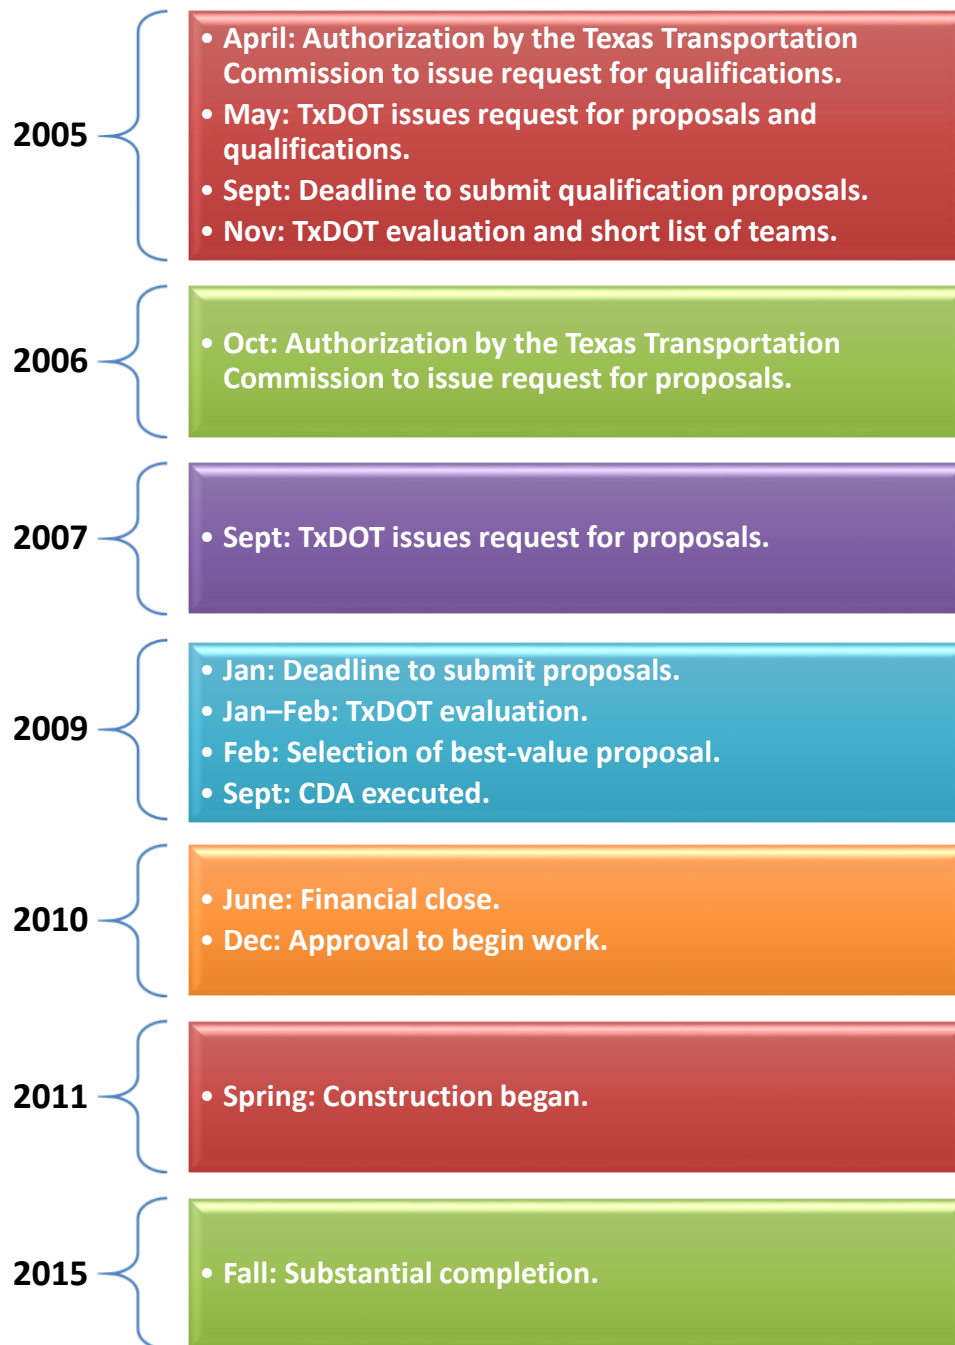 2005
• April: Authorization by the Texas Transportation
Commission to issue request for qualifications.
• May: TxDOT issues request for proposals and
qualifications.
• Sept: Deadline to submit qualification proposals.
• Nov: TxDOT evaluation and short list of teams.
2006
• Oct: Authorization by the Texas Transportation
Commission to issue request for proposals.
2007
• Sept: TxDOT issues request for proposals.
2009
• Jan: Deadline to submit proposals.
• Jan–Feb: TxDOT evaluation.
• Feb: Selection of best-value proposal.
• Sept: CDA executed.
2010
• June: Financial close.
• Dec: Approval to begin work.
2011
• Spring: Construction began.
2015
• Fall: Substantial completion.